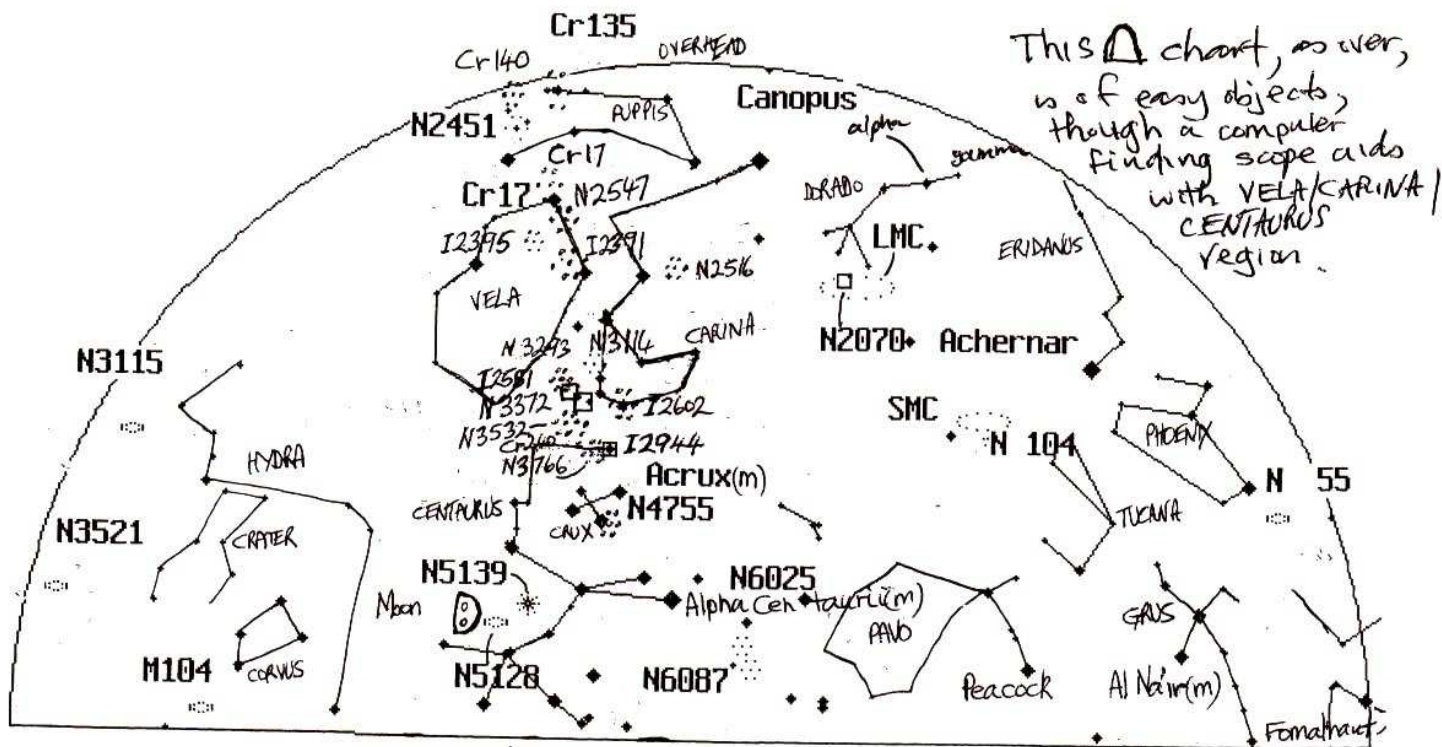 Cr135
Cr140
OVERHEAD
This chart, as over,
is of easy objects,
though a computer
finding scope aids
with VELA/CARINA/
CENTAURUS
region.
N2451
PUPPIS
Canopus
alpha
gamma
Cr17
Cr17
N2547
DORADO
I2395
I2391
N2516
LMC
ERIDANUS
VELA
N3293
N3114
CARINA
N2070
Achernar
N3115
I2581
N3372
I2602
SMC
N3532
Cr240
I2944
N3766
N 104
PHOENIX
HYDRA
Acrux(m)
N 55
CENTAURUS
CRUX
N4755
TUCANA
N3521
CRATER
N5139
N6025
Moon
Alpha Centauri(m)
PAVO
GRUS
M104
CORVUS
N5128
N6087
Peacock
Al Na'ir(m)
Fomalhaut